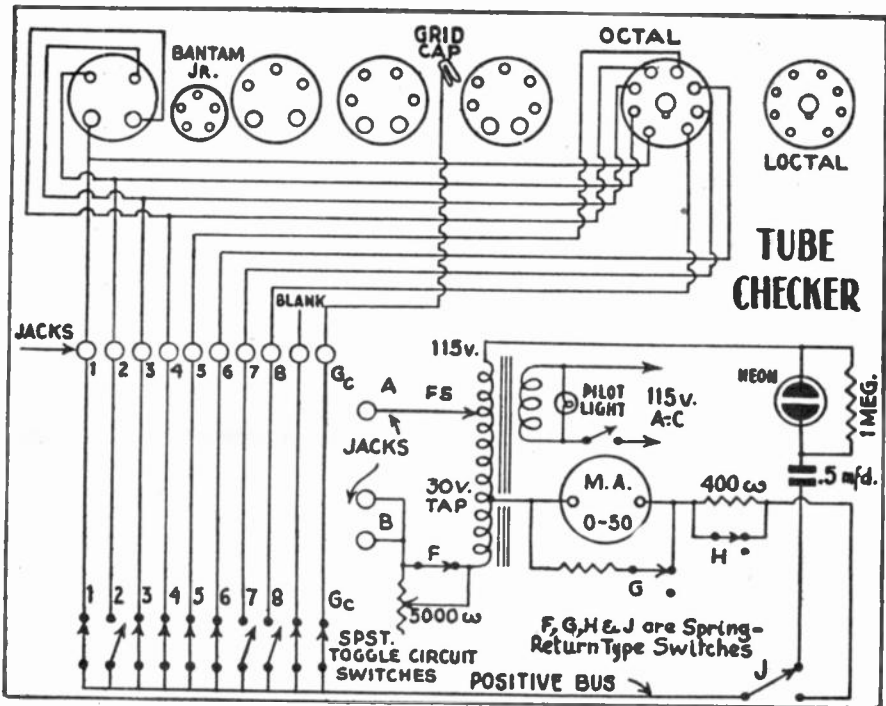 GRID
CAP
OCTAL
BANTAM
JR.
LOCTAL
TUBE
CHECKER
BLANK
JACKS
1 2 3 4 5 6 7 8 Gc
115v.
A
FS
PILOT
LIGHT
115v.
A-C
NEON
1 MEG.
JACKS
30v.
TAP
M.A.
0-50
400 ω
.5 mfd.
B
F
H
G
1 2 3 4 5 6 7 8 Gc
5000 ω
SPST.
TOGGLE CIRCUIT
SWITCHES
F, G, H & J are Spring-
Return Type Switches
POSITIVE BUS
J